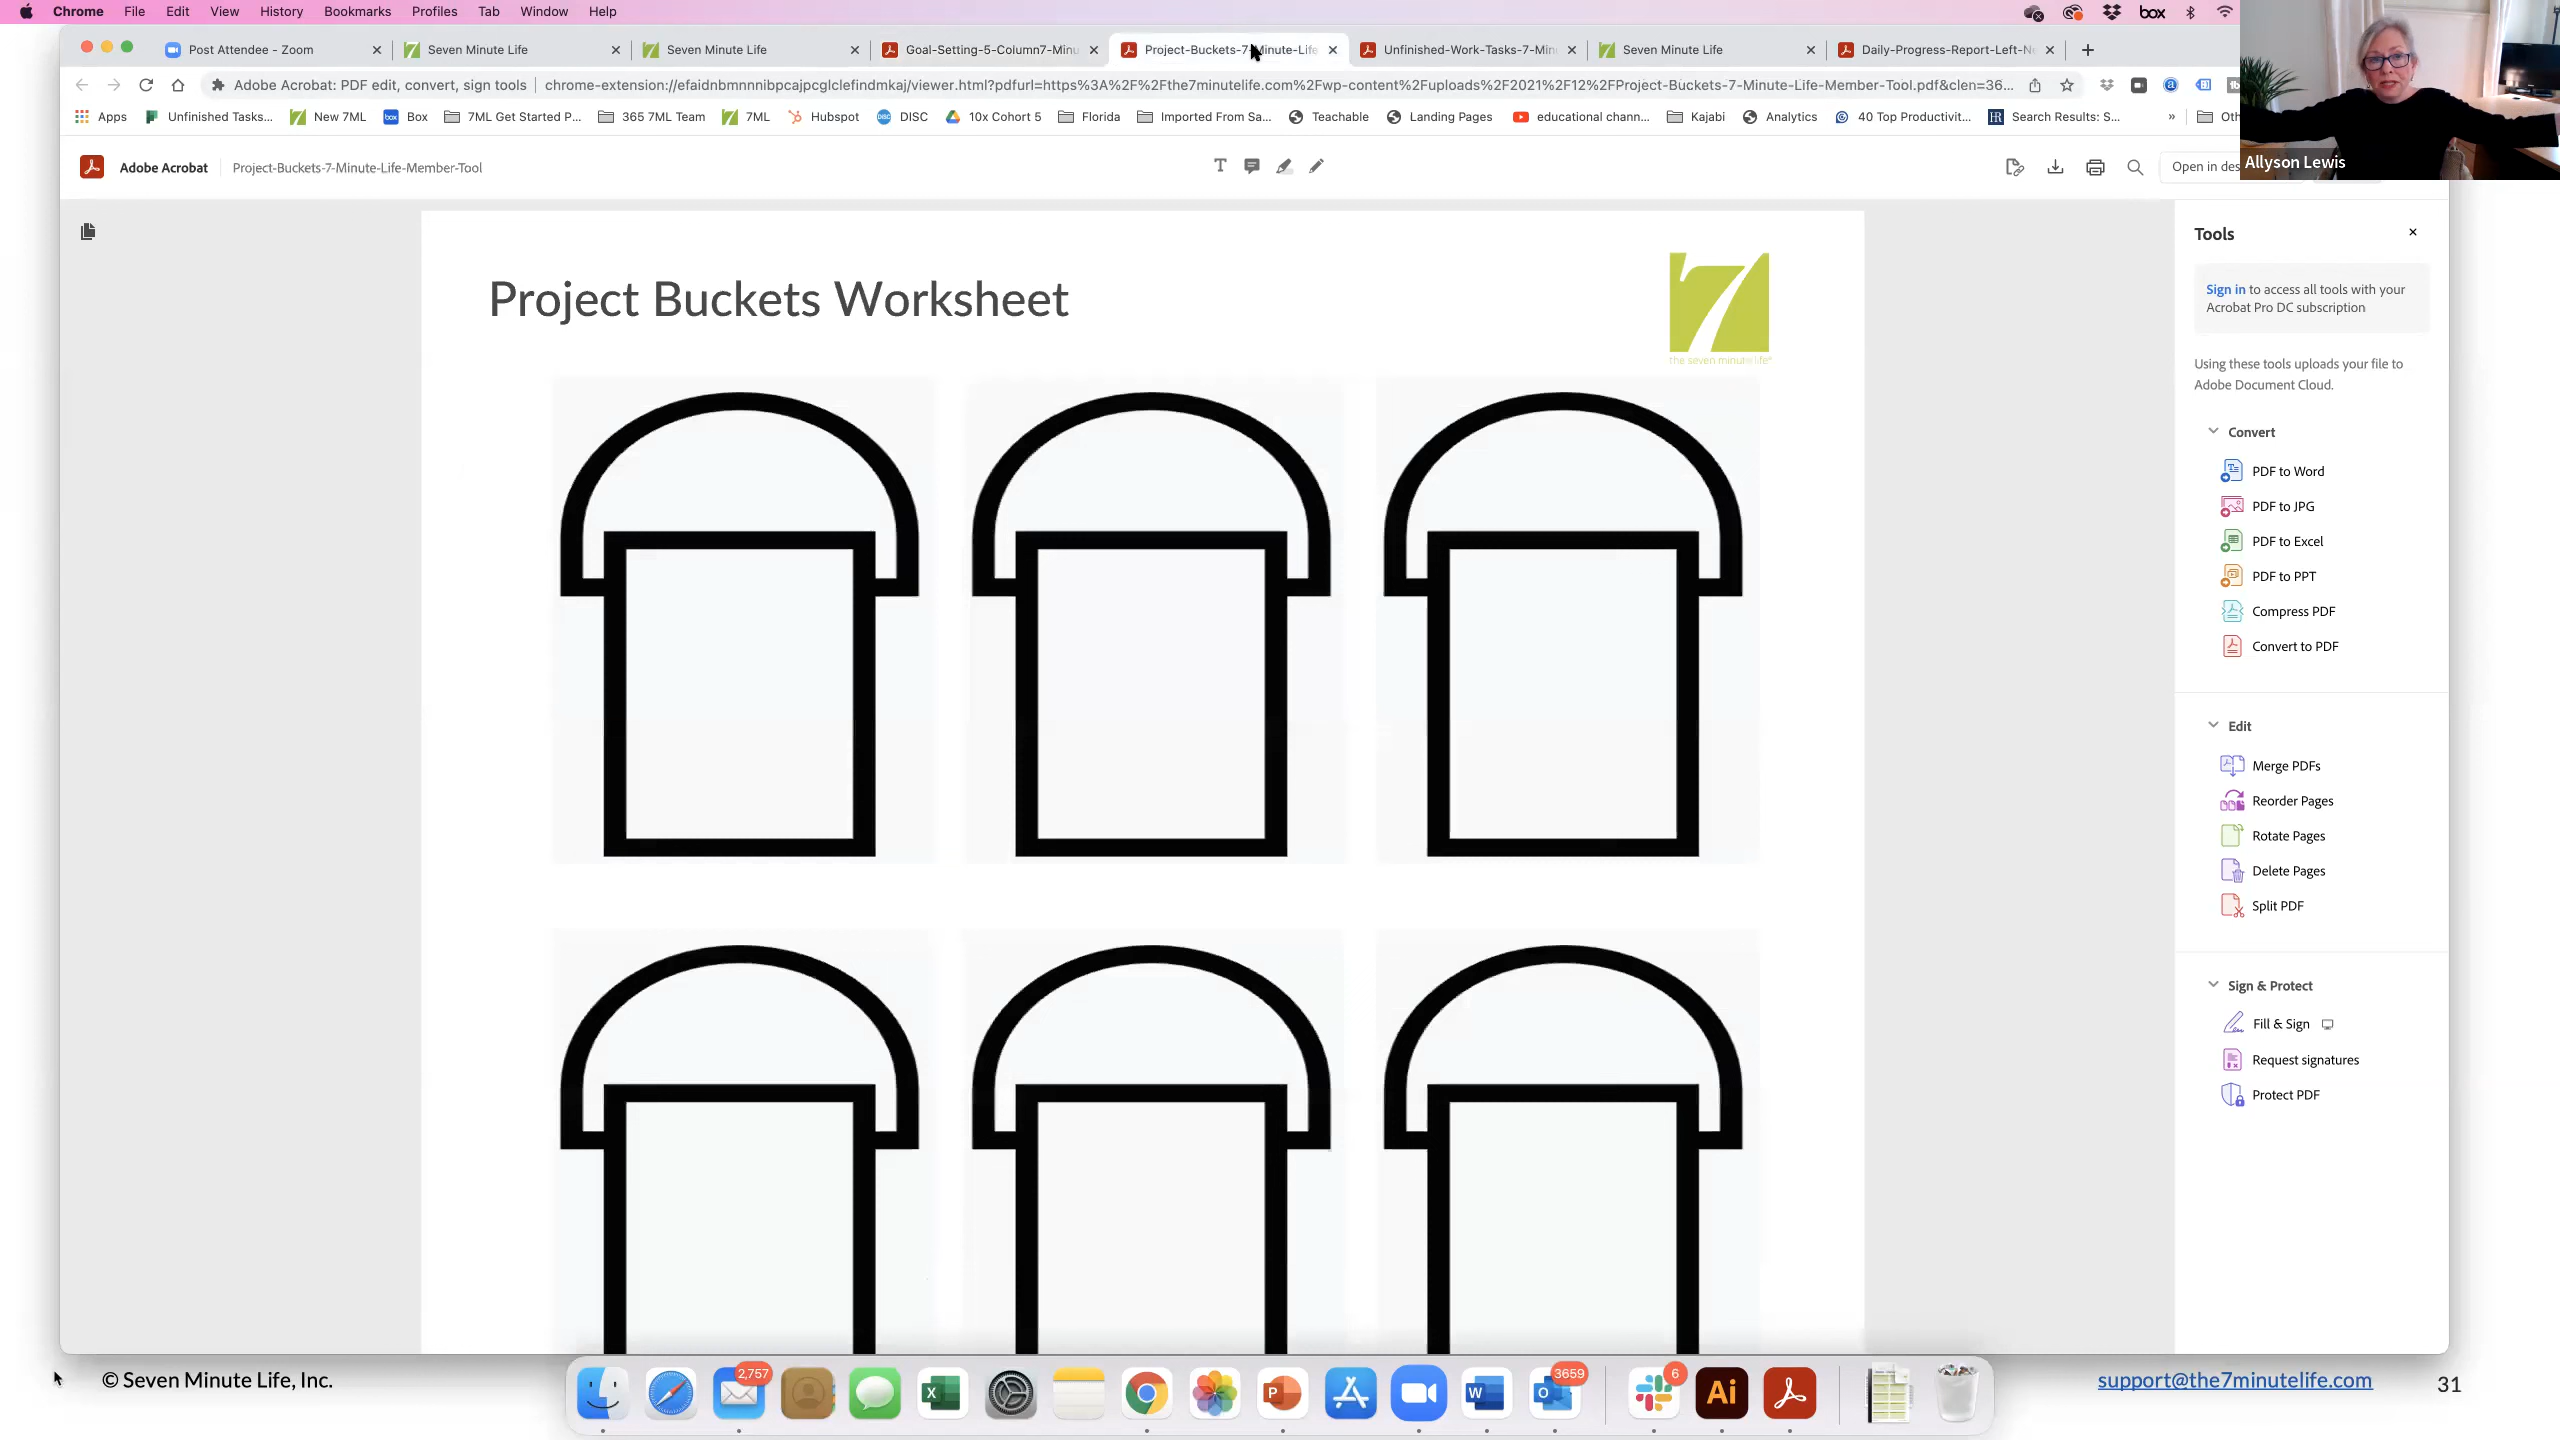 Chrome File Edit View History Bookmarks Profiles Tab Window Help
box
Post Attendee - Zoom
Seven Minute Life
Seven Minute Life
Goal-Setting-5-Column7-Minu
Project-Buckets-7-Minute-Life
Unfinished-Work-Tasks-7-Min
Seven Minute Life
Daily-Progress-Report-Left-N
Adobe Acrobat: PDF edit, convert, sign tools
chrome-extension://efaidnbmnnnibpcajpcglclefindmkaj/viewer.html?pdfurl=https%3A%2F%2Fthe7minutelife.com%2Fwp-content%2Fuploads%2F2021%2F12%2FProject-Buckets-7-Minute-Life-Member-Tool.pdf&clen=36...
Apps
Unfinished Tasks...
New 7ML
box
Box
7ML Get Started P...
365 7ML Team
7ML
Hubspot
DISC
DISC
10x Cohort 5
Florida
Imported From Sa...
Teachable
Landing Pages
educational chann...
Kajabi
Analytics
40 Top Productivit...
HR
Search Results: S...
»
Oth
Allyson Lewis
Adobe Acrobat
Project-Buckets-7-Minute-Life-Member-Tool
Open in des
Project Buckets Worksheet
7
the seven minute life
Tools
Sign in to access all tools with your
Acrobat Pro DC subscription
Using these tools uploads your file to
Adobe Document Cloud.
Convert
PDF to Word
PDF to JPG
PDF to Excel
PDF to PPT
Compress PDF
Convert to PDF
Edit
Merge PDFs
Reorder Pages
Rotate Pages
Delete Pages
Split PDF
Sign & Protect
Fill & Sign
Request signatures
Protect PDF
© Seven Minute Life, Inc.
2,757
3659
6
X
P
W
O
Ai
support@the7minutelife.com
31